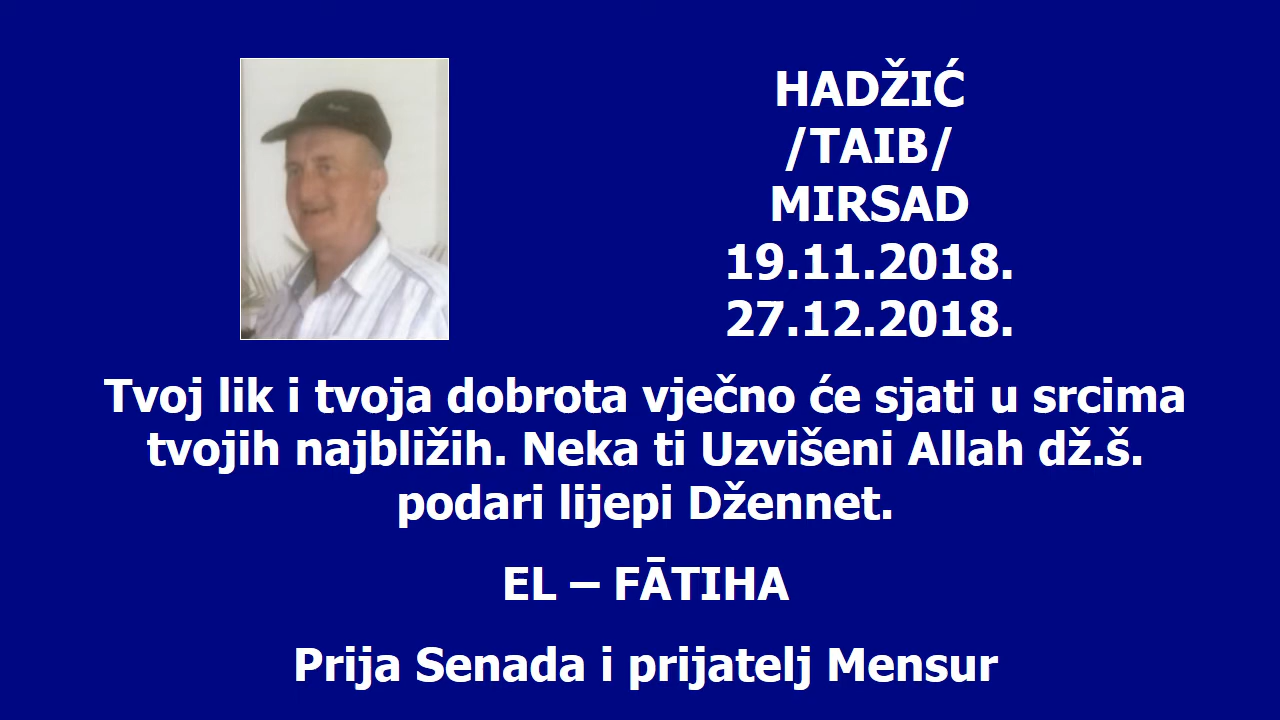 HADŽIĆ
/TAIB/
MIRSAD
19.11.2018.
27.12.2018.
Tvoj lik i tvoja dobrota vječno će sjati u srcima
tvojih najbližih. Neka ti Uzvišeni Allah dž.š.
podari lijepi Džennet.
EL – FĀTIHA
Prija Senada i prijatelj Mensur